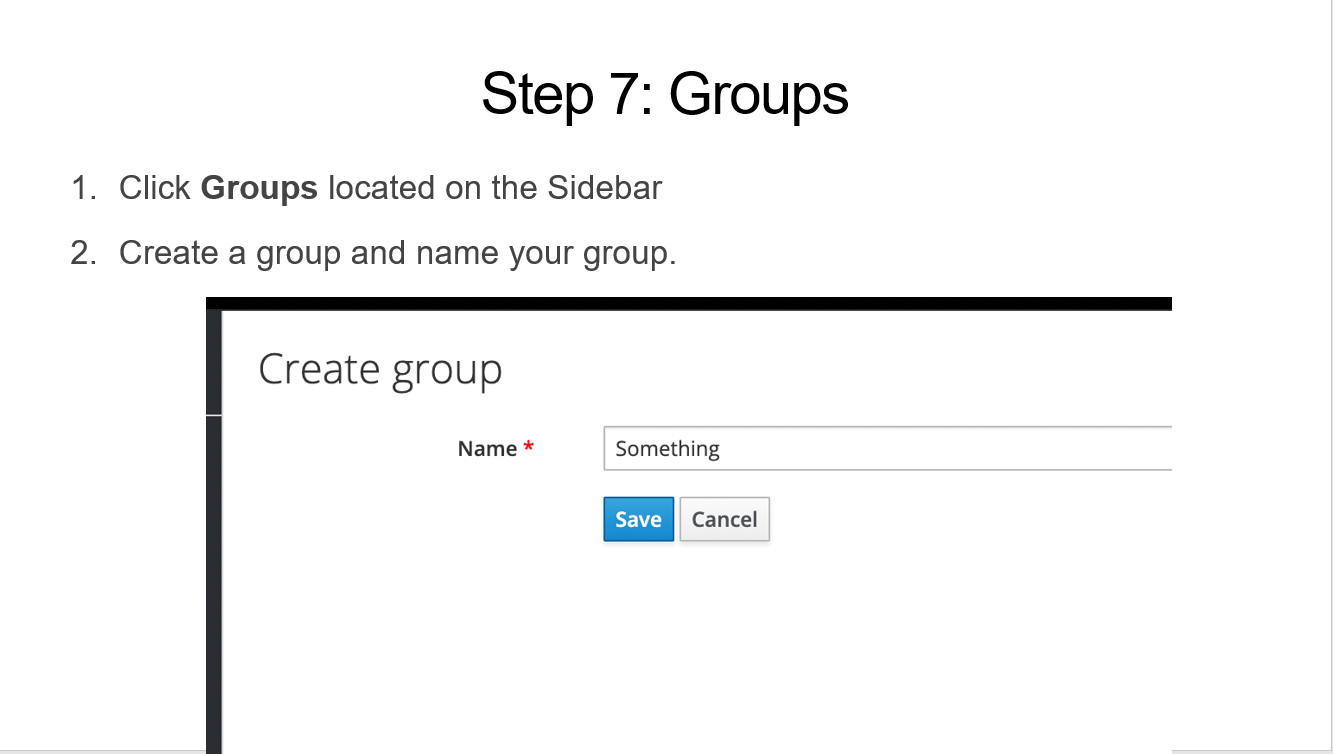 Step 7: Groups
1. Click Groups located on the Sidebar
2. Create a group and name your group.
Create group
Name * Something
Save Cancel